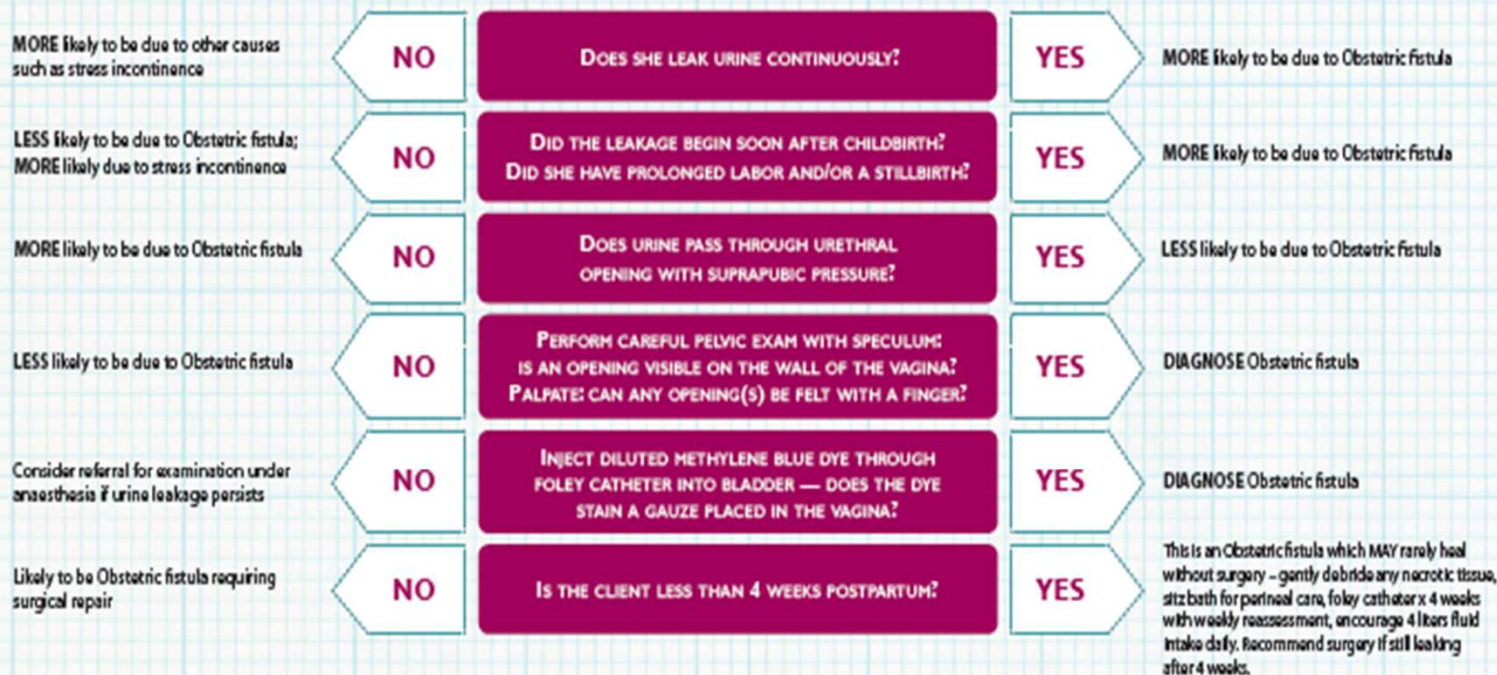 MORE likely to be due to other causes
such as stress incontinence
NO
DOES SHE LEAK URINE CONTINUOUSLY?
YES
MORE likely to be due to Obstetric fistula
LESS likely to be due to Obstetric fistula;
MORE likely due to stress incontinence
NO
DID THE LEAKAGE BEGIN SOON AFTER CHILDBIRTH?
DID SHE HAVE PROLONGED LABOR AND/OR A STILLBIRTH?
YES
MORE likely to be due to Obstetric fistula
MORE likely to be due to Obstetric fistula
NO
DOES URINE PASS THROUGH URETHRAL
OPENING WITH SUPRAPUBIC PRESSURE?
YES
LESS likely to be due to Obstetric fistula
LESS likely to be due to Obstetric fistula
NO
PERFORM CAREFUL PELVIC EXAM WITH SPECULUM:
IS AN OPENING VISIBLE ON THE WALL OF THE VAGINA?
PALPATE: CAN ANY OPENING(S) BE FELT WITH A FINGER?
YES
DIAGNOSE Obstetric fistula
Consider referral for examination under
anaesthesia if urine leakage persists
NO
INJECT DILUTED METHYLENE BLUE DYE THROUGH
FOLEY CATHETER INTO BLADDER — DOES THE DYE
STAIN A GAUZE PLACED IN THE VAGINA?
YES
DIAGNOSE Obstetric fistula
Likely to be Obstetric fistula requiring
surgical repair
NO
IS THE CLIENT LESS THAN 4 WEEKS POSTPARTUM?
YES
This is an Obstetric fistula which MAY rarely heal
without surgery – gently debride any necrotic tissue,
sitz bath for perineal care, foley catheter x 4 weeks
with weekly reassessment, encourage 4 liters fluid
intake daily. Recommend surgery if still leaking
after 4 weeks.